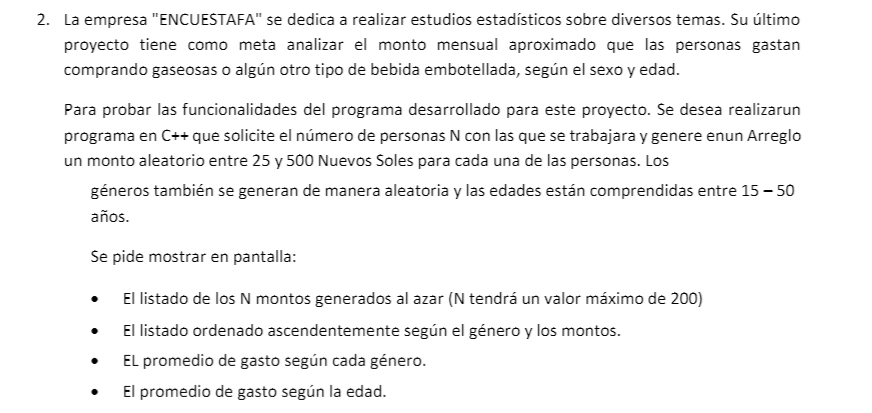 2. La empresa "ENCUESTAFA" se dedica a realizar estudios estadísticos sobre diversos temas. Su último
proyecto tiene como meta analizar el monto mensual aproximado que las personas gastan
comprando gaseosas o algún otro tipo de bebida embotellada, según el sexo y edad.
Para probar las funcionalidades del programa desarrollado para este proyecto. Se desea realizarun
programa en C++ que solicite el número de personas N con las que se trabajara y genere enun Arreglo
un monto aleatorio entre 25 y 500 Nuevos Soles para cada una de las personas. Los
géneros también se generan de manera aleatoria y las edades están comprendidas entre 15 – 50
años.
Se pide mostrar en pantalla:
• El listado de los N montos generados al azar (N tendrá un valor máximo de 200)
• El listado ordenado ascendentemente según el género y los montos.
• EL promedio de gasto según cada género.
• El promedio de gasto según la edad.